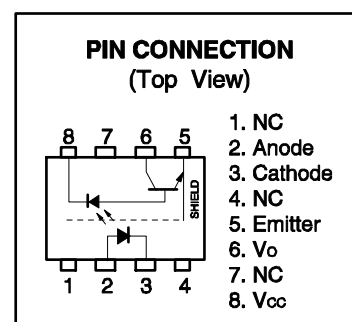 PIN CONNECTION
(Top View)
8 7 6 5
SHIELD
1 2 3 4
1. NC
2. Anode
3. Cathode
4. NC
5. Emitter
6. Vo
7. NC
8. Vcc